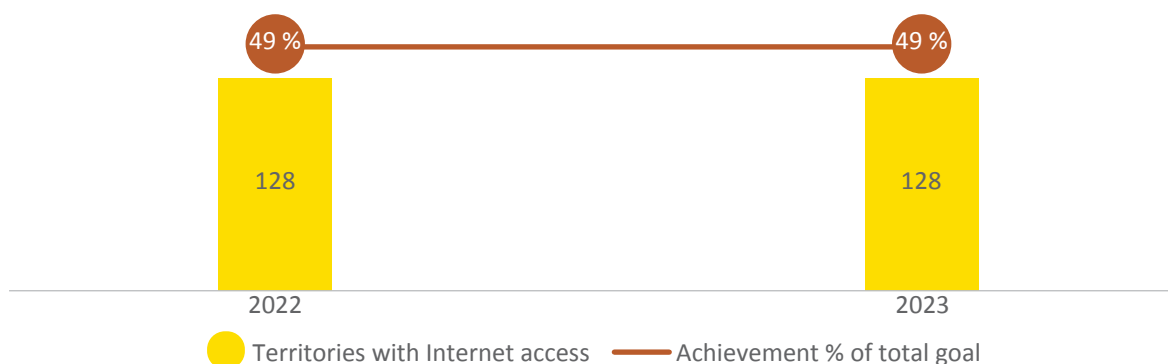 49 % 49 %
128 128
2022 2023
Territories with Internet access Achievement % of total goal